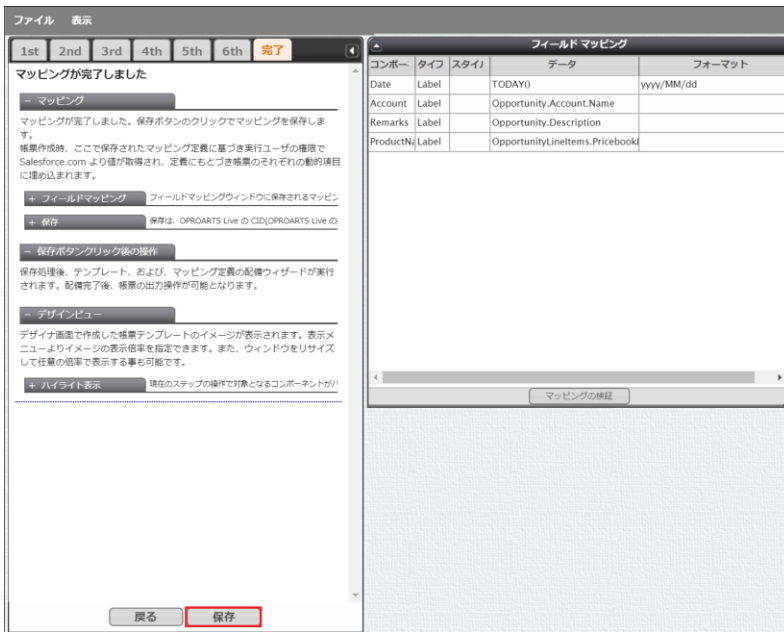 ファイル 表示
1st 2nd 3rd 4th 5th 6th 完了
マッピングが完了しました
− マッピング
マッピングが完了しました。保存ボタンのクリックでマッピングを保存しま
す。
帳票作成時、ここで保存されたマッピング定義に基づき実行ユーザの権限で
Salesforce.com より値が取得され、定義にもとづき帳票のそれぞれの動的項目
に埋め込まれます。
+ フィールドマッピング フィールドマッピングウィンドウに保存されるマッピン
+ 保存 保存は、OPROARTS Live の CID(OPROARTS Live の
− 保存ボタンクリック後の操作
保存処理後、テンプレート、および、マッピング定義の配備ウィザードが実行
されます。配備完了後、帳票の出力操作が可能となります。
− デザインビュー
デザイナ画面で作成した帳票テンプレートのイメージが表示されます。表示メ
ニューよりイメージの表示倍率を指定できます。また、ウィンドウをリサイズ
して任意の倍率で表示する事も可能です。
+ ハイライト表示 現在のステップの操作で対象となるコンポーネントが
戻る 保存
フィールド マッピング
コンポー タイプ スタイ データ フォーマット
Date Label TODAY() yyyy/MM/dd
Account Label Opportunity.Account.Name
Remarks Label Opportunity.Description
ProductNa Label OpportunityLineItems.Pricebook
マッピングの検証